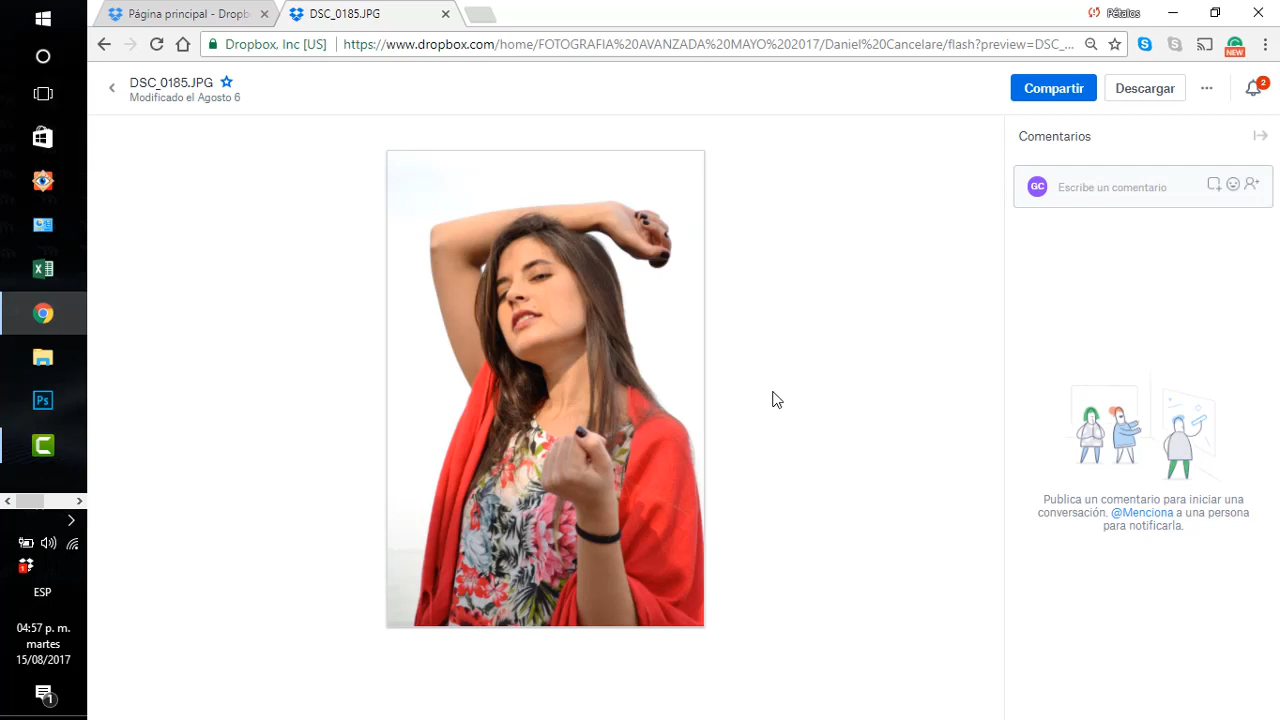 Página principal - Dropb
DSC_0185.JPG
Pétalos
Dropbox, Inc [US]
https://www.dropbox.com/home/FOTOGRAFIA%20AVANZADA%20MAYO%202017/Daniel%20Cancelare/flash?preview=DSC_...
NEW
DSC_0185.JPG
Modificado el Agosto 6
Compartir
Descargar
2
Comentarios
GC
Escribe un comentario
Publica un comentario para iniciar una
conversación. @Menciona a una persona
para notificarla.
Ps
1
ESP
04:57 p. m.
martes
15/08/2017
1